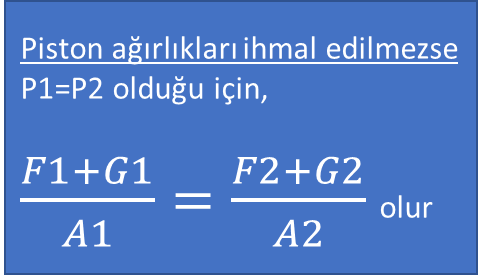 Piston ağırlıkları ihmal edilmezse
P1=P2 olduğu için,
F1+G1 / A1 = F2+G2 / A2 olur